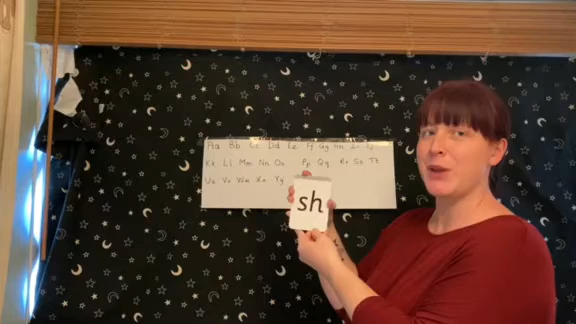 Aa Bb Cc Dd Ee Ff Gg Hh Ii Jj
Kk Ll Mm Nn Oo Pp Qq Rr Ss Tt
Uu Vv Ww Xx Yy
sh